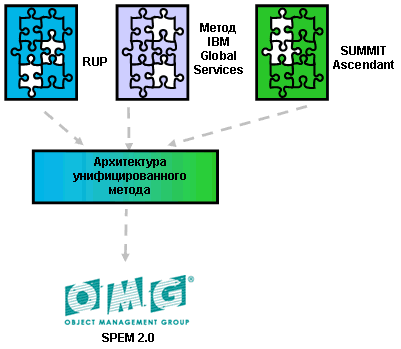 RUP
Метод
IBM
Global
Services
SUMMIT
Ascendant
Архитектура
унифицированного
метода
OMG®
OBJECT MANAGEMENT GROUP
SPEM 2.0